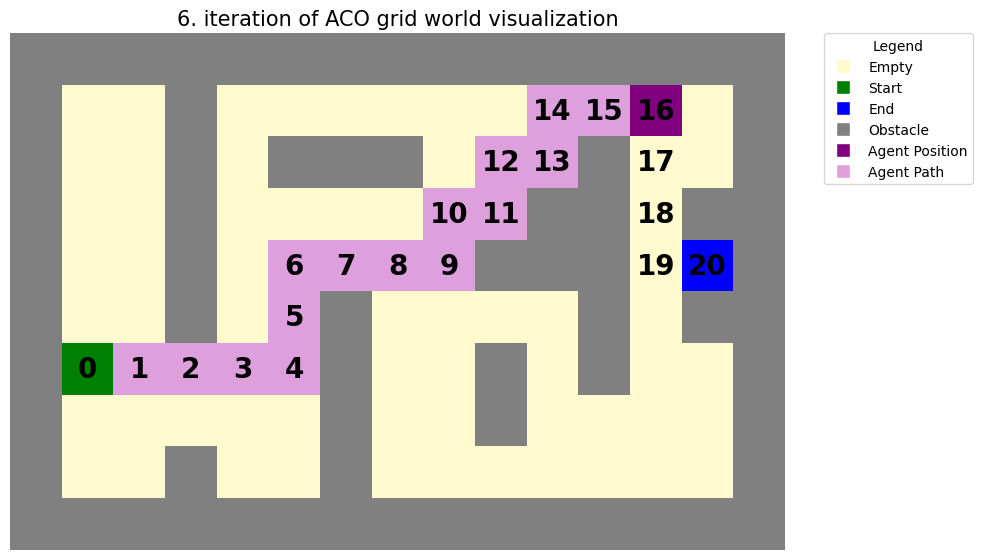 6. iteration of ACO grid world visualization
Legend
Empty
Start
End
Obstacle
Agent Position
Agent Path
14 15 16
12 13 17
10 11 18
6 7 8 9 19 20
5
0 1 2 3 4